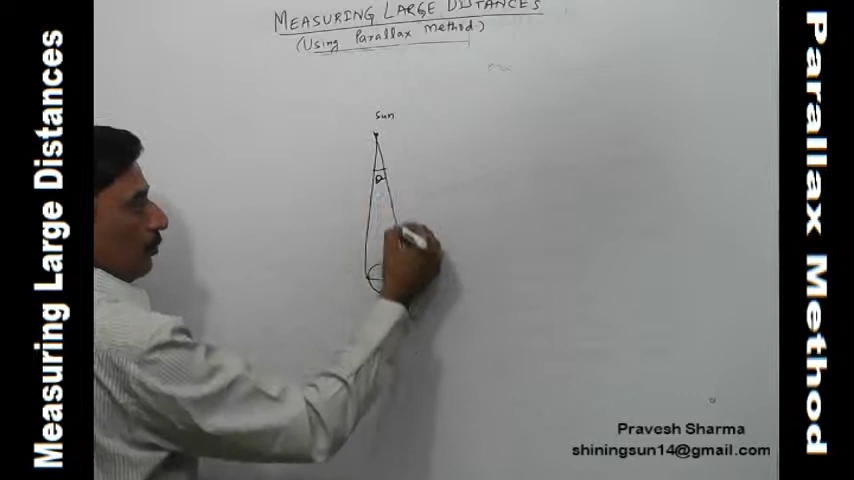 Measuring Large Distances
MEASURING LARGE DISTANCES
(Using Parallax Method)
Sun
Pravesh Sharma
shiningsun14@gmail.com
Parallax Method